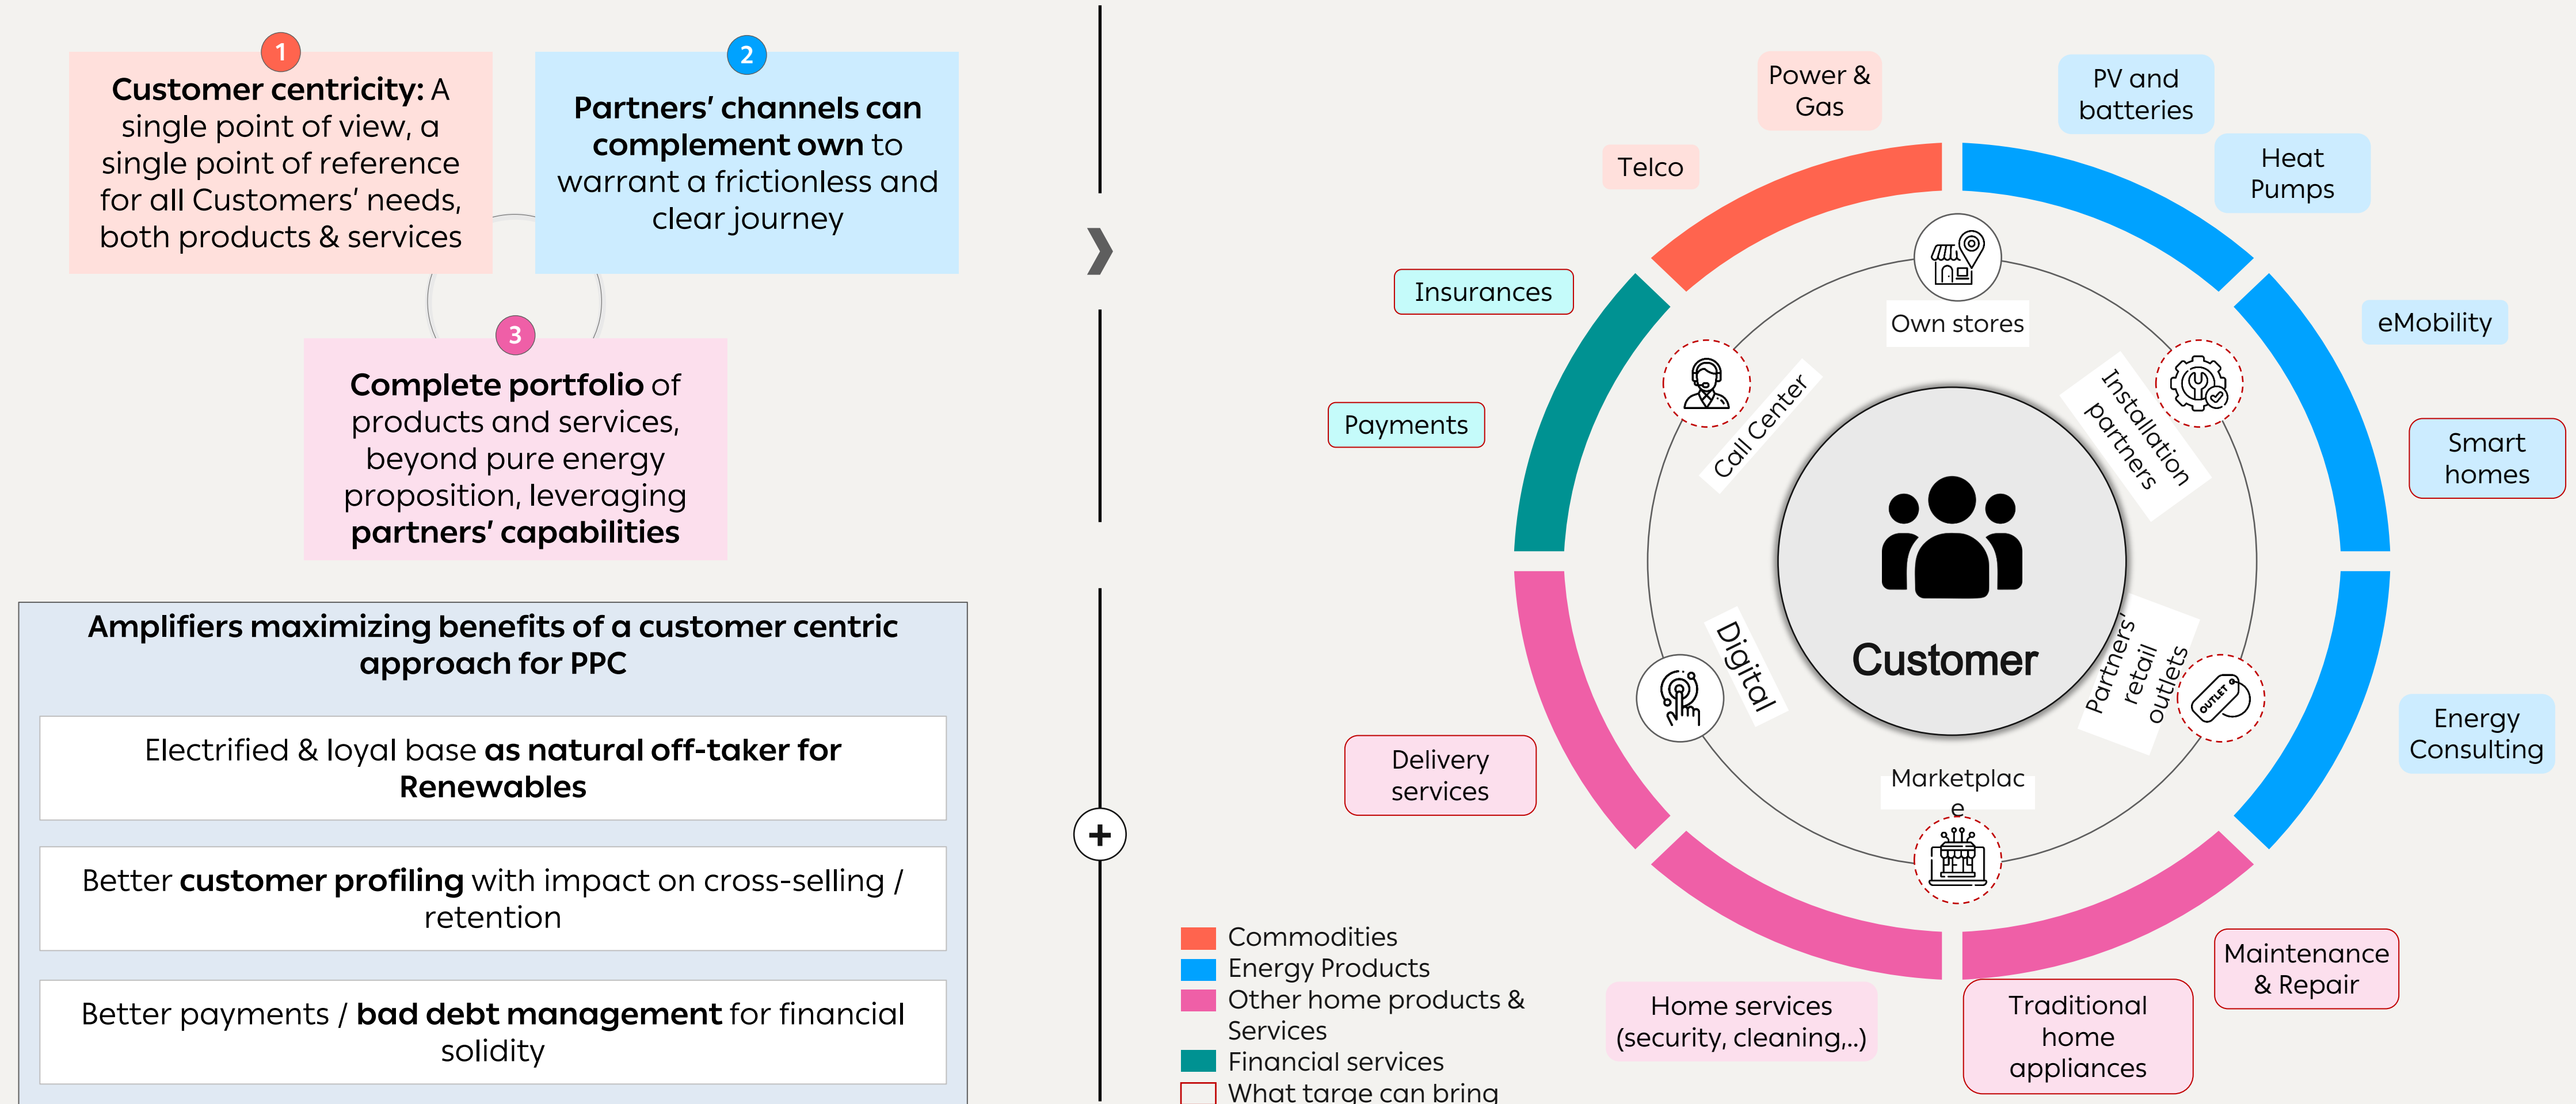 1
Customer centricity: A
single point of view, a
single point of reference
for all Customers’ needs,
both products & services
2
Partners’ channels can
complement own to
warrant a frictionless and
clear journey
3
Complete portfolio of
products and services,
beyond pure energy
proposition, leveraging
partners’ capabilities
Amplifiers maximizing benefits of a customer centric
approach for PPC
Electrified & loyal base as natural off-taker for
Renewables
Better customer profiling with impact on cross-selling /
retention
Better payments / bad debt management for financial
solidity
+
Power &
Gas
PV and
batteries
Telco
Heat
Pumps
Insurances
eMobility
Payments
Smart
homes
Delivery
services
Energy
Consulting
Maintenance
& Repair
Home services
(security, cleaning,..)
Traditional
home
appliances
Own stores
Call Center
Installation
partners
Customer
Digital
Partners’
retail
outlets
OUTLET
Marketplac
e
Commodities
Energy Products
Other home products &
Services
Financial services
What targe can bring